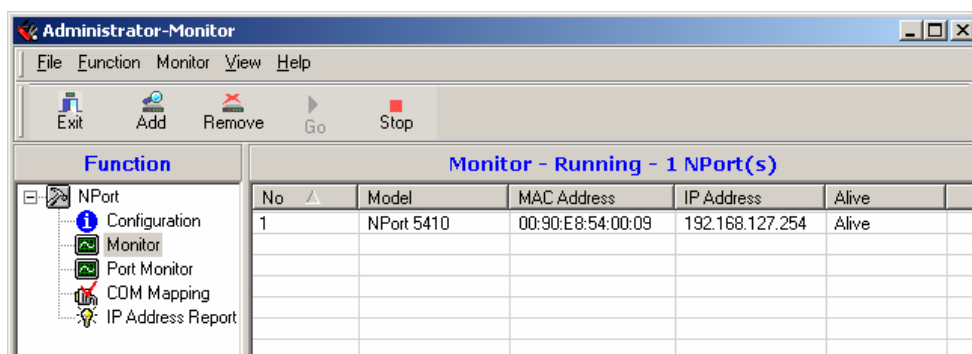 Administrator-Monitor
File Function Monitor View Help
Exit Add Remove Go Stop
Function
Monitor - Running - 1 NPort(s)
NPort
Configuration
Monitor
Port Monitor
COM Mapping
IP Address Report
No Model MAC Address IP Address Alive
1 NPort 5410 00:90:E8:54:00:09 192.168.127.254 Alive